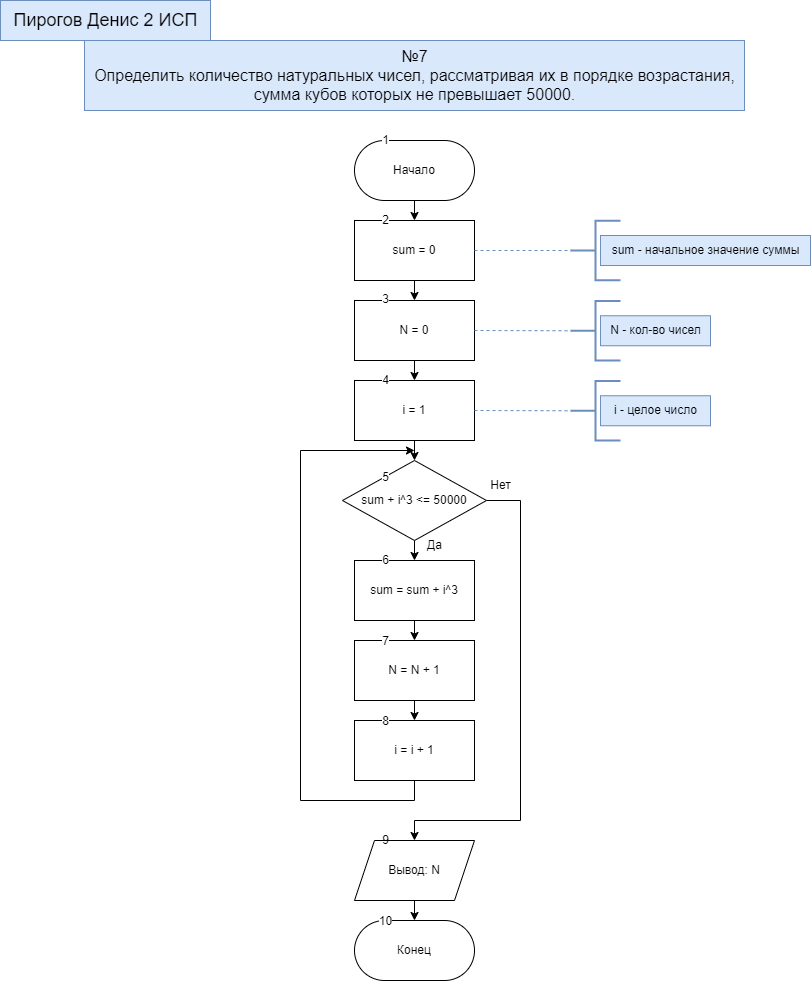 Пирогов Денис 2 ИСП
№7
Определить количество натуральных чисел, рассматривая их в порядке возрастания,
сумма кубов которых не превышает 50000.
1
Начало
2
sum = 0
sum - начальное значение суммы
3
N = 0
N - кол-во чисел
4
i = 1
i - целое число
5
sum + i^3 <= 50000
Нет
Да
6
sum = sum + i^3
7
N = N + 1
8
i = i + 1
9
Вывод: N
10
Конец